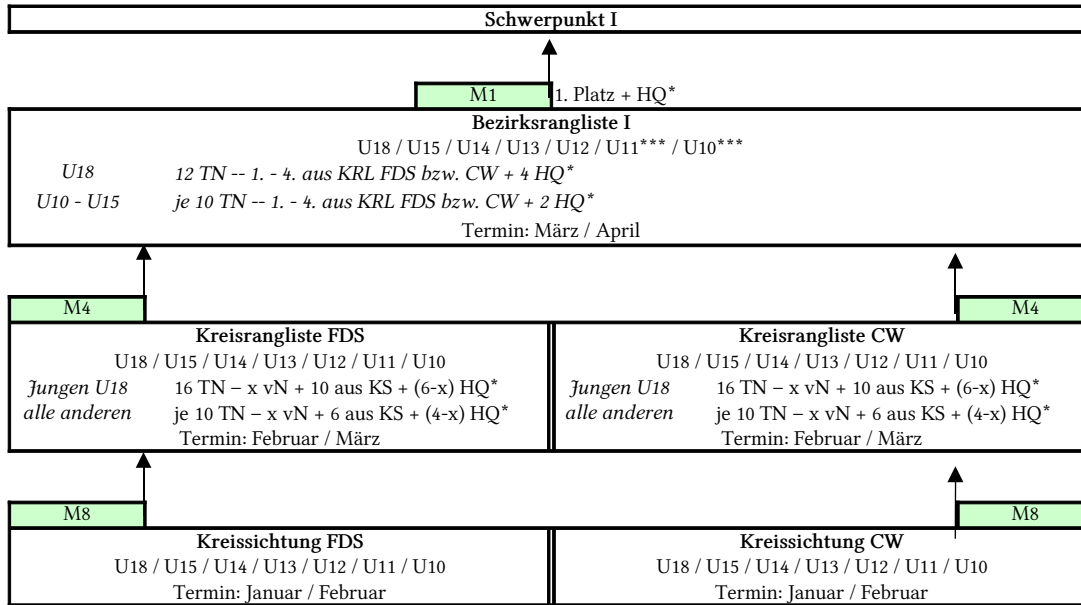 Schwerpunkt I
M1 1. Platz + HQ*
Bezirksrangliste I
U18 / U15 / U14 / U13 / U12 / U11*** / U10***
U18 12 TN -- 1. - 4. aus KRL FDS bzw. CW + 4 HQ*
U10 - U15 je 10 TN -- 1. - 4. aus KRL FDS bzw. CW + 2 HQ*
Termin: März / April
M4 M4
Kreisrangliste FDS
U18 / U15 / U14 / U13 / U12 / U11 / U10
Jungen U18 16 TN – x vN + 10 aus KS + (6-x) HQ*
alle anderen je 10 TN – x vN + 6 aus KS + (4-x) HQ*
Termin: Februar / März
Kreisrangliste CW
U18 / U15 / U14 / U13 / U12 / U11 / U10
Jungen U18 16 TN – x vN + 10 aus KS + (6-x) HQ*
alle anderen je 10 TN – x vN + 6 aus KS + (4-x) HQ*
Termin: Februar / März
M8 M8
Kreissichtung FDS
U18 / U15 / U14 / U13 / U12 / U11 / U10
Termin: Januar / Februar
Kreissichtung CW
U18 / U15 / U14 / U13 / U12 / U11 / U10
Termin: Januar / Februar